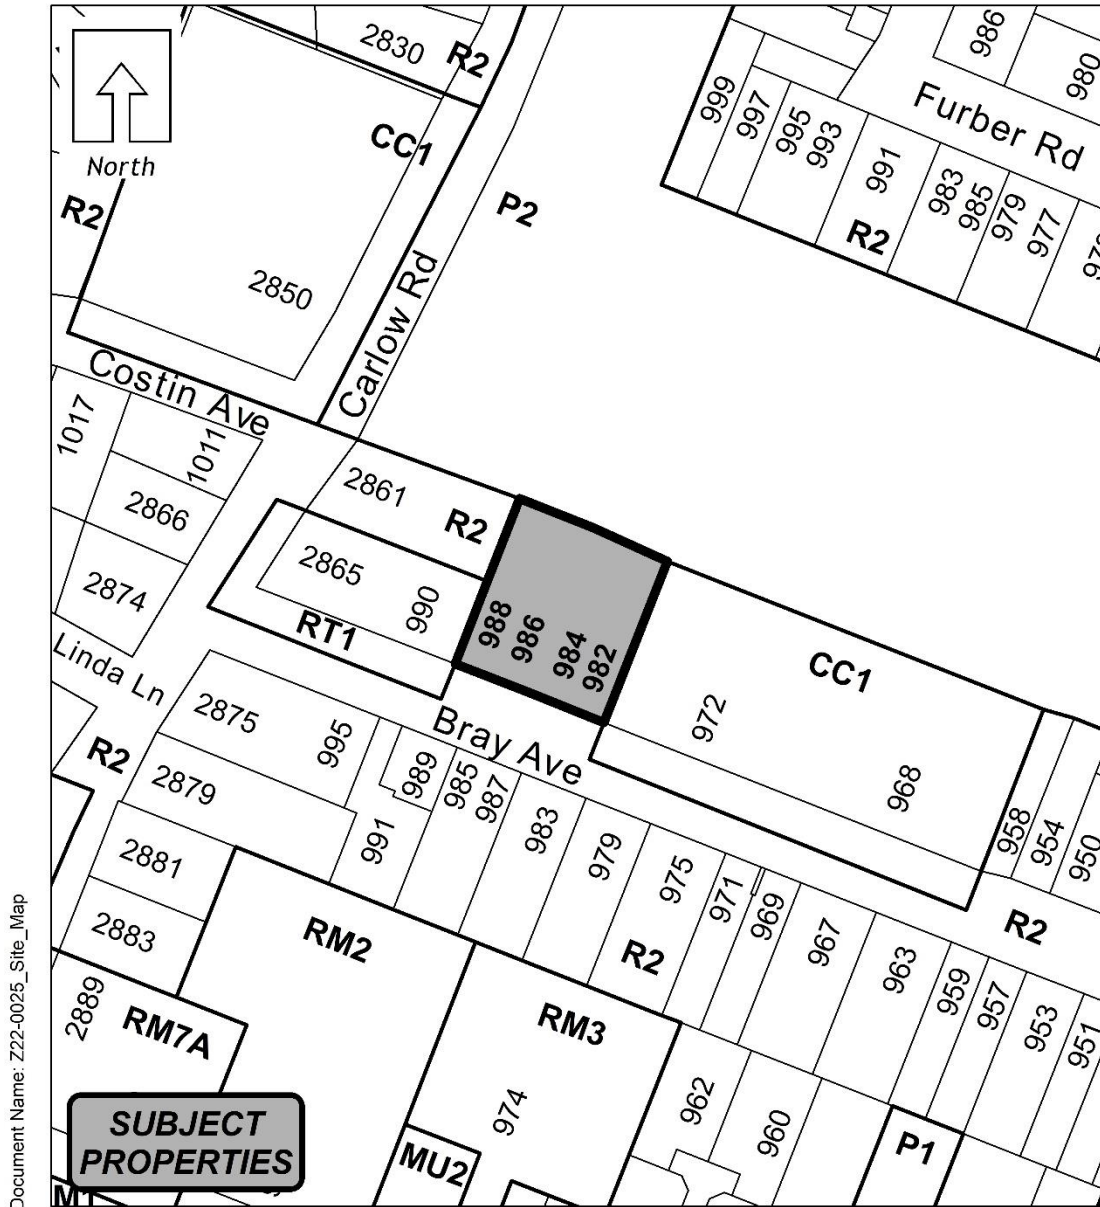 2830
R2
986
980
CC1
999
997
995
993
991
983
985
979
977
Furber Rd
North
R2
P2
R2
2850
Carlow Rd
Costin Ave
1017
1011
2866
2874
2861
R2
2865
990
RT1
988
986
984
982
CC1
972
968
Linda Ln
R2
2875
995
2879
989
985
987
991
983
979
975
971
969
967
963
959
957
953
951
958
954
950
R2
R2
Bray Ave
2881
2883
2889
RM2
RM7A
RM3
974
962
960
P1
MU2
SUBJECT
PROPERTIES
Document Name: Z22-0025_Site_Map